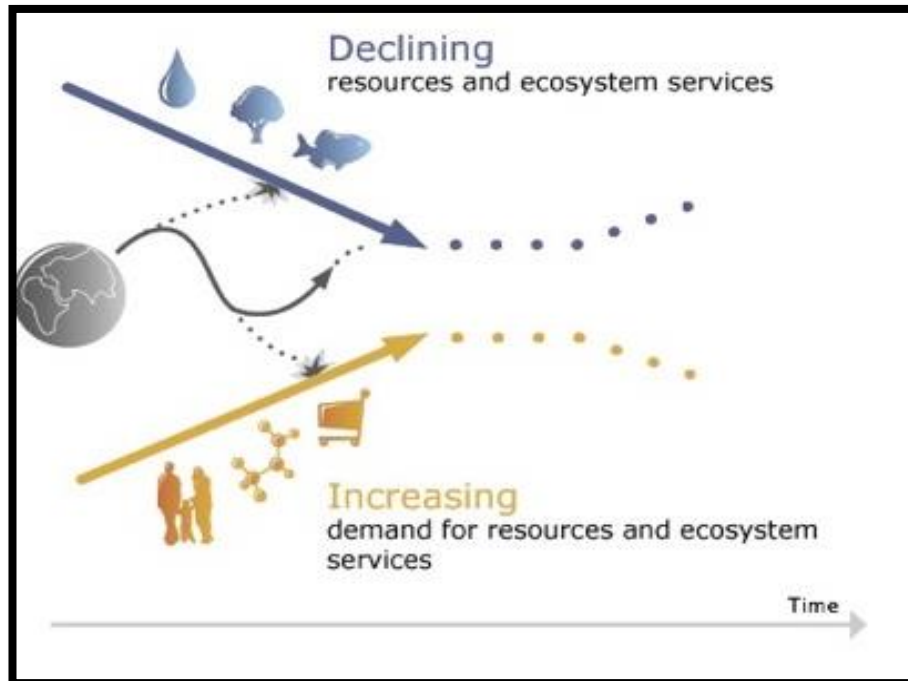 Declining
resources and ecosystem services
Increasing
demand for resources and ecosystem
services
Time